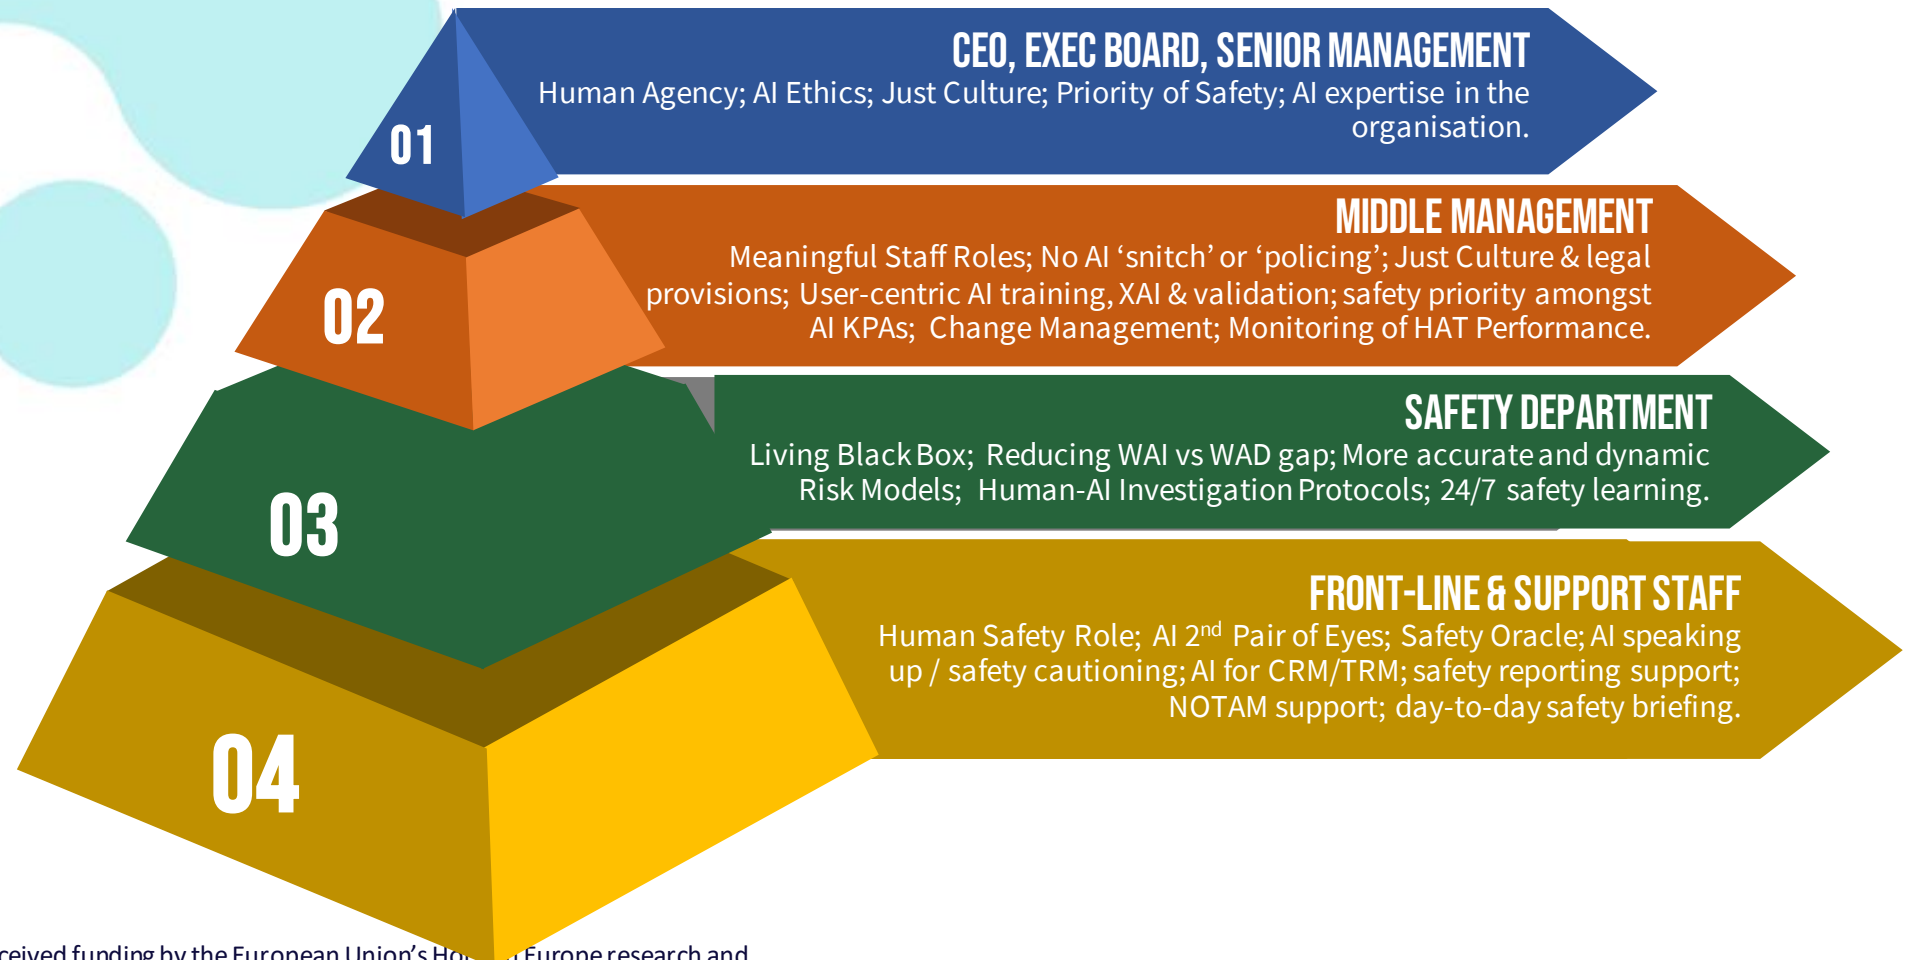 01
CEO, EXEC BOARD, SENIOR MANAGEMENT
Human Agency; AI Ethics; Just Culture; Priority of Safety; AI expertise in the
organisation.
02
MIDDLE MANAGEMENT
Meaningful Staff Roles; No AI ‘snitch’ or ‘policing’; Just Culture & legal
provisions; User-centric AI training, XAI & validation; safety priority amongst
AI KPAs; Change Management; Monitoring of HAT Performance.
03
SAFETY DEPARTMENT
Living Black Box; Reducing WAI vs WAD gap; More accurate and dynamic
Risk Models; Human-AI Investigation Protocols; 24/7 safety learning.
04
FRONT-LINE & SUPPORT STAFF
Human Safety Role; AI 2nd Pair of Eyes; Safety Oracle; AI speaking
up / safety cautioning; AI for CRM/TRM; safety reporting support;
NOTAM support; day-to-day safety briefing.
funding by the European Union’s Europe research and